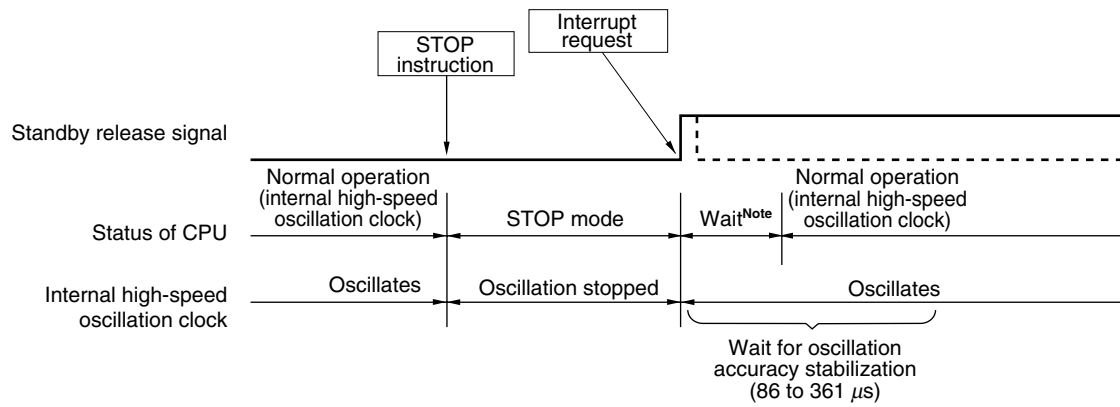 Interrupt
request
STOP
instruction
Standby release signal
Normal operation
(internal high-speed
oscillation clock)
Normal operation
(internal high-speed
oscillation clock)
Status of CPU
STOP mode
WaitNote
Internal high-speed
oscillation clock
Oscillates
Oscillation stopped
Oscillates
Wait for oscillation
accuracy stabilization
(86 to 361 μs)